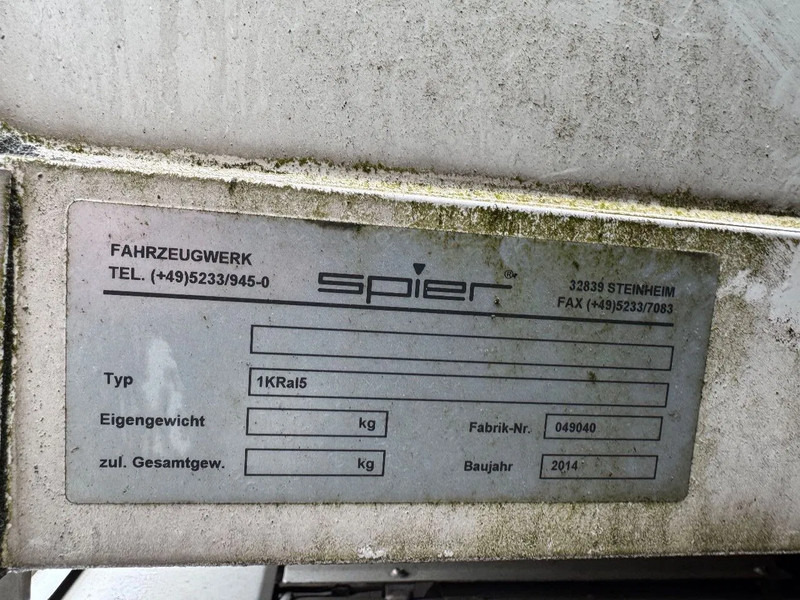 FAHRZEUGWERK
TEL. (+49)5233/945-0
spier®
32839 STEINHEIM
FAX (+49)5233/7083
Typ 1KRal5
Eigengewicht kg Fabrik-Nr. 049040
zul. Gesamtgew. kg Baujahr 2014